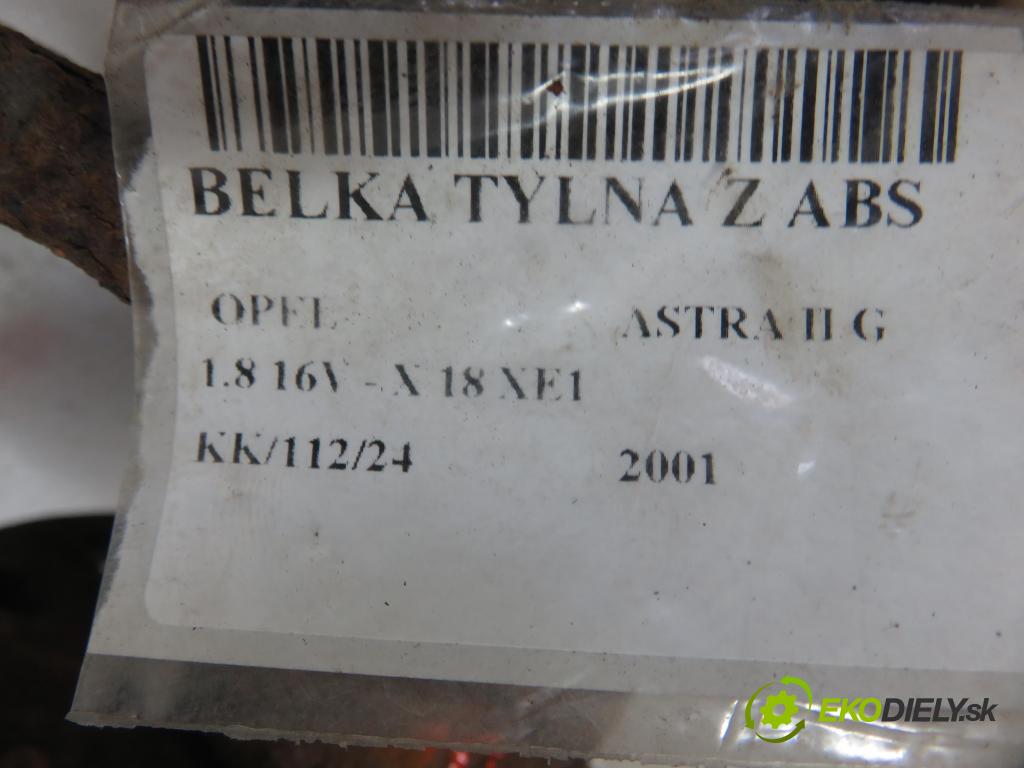 BELKA TYLNA Z ABS
OPEL ASTRA II G
1.8 16V - X 18 XE1
KK/112/24 2001
EKODIELY.sk